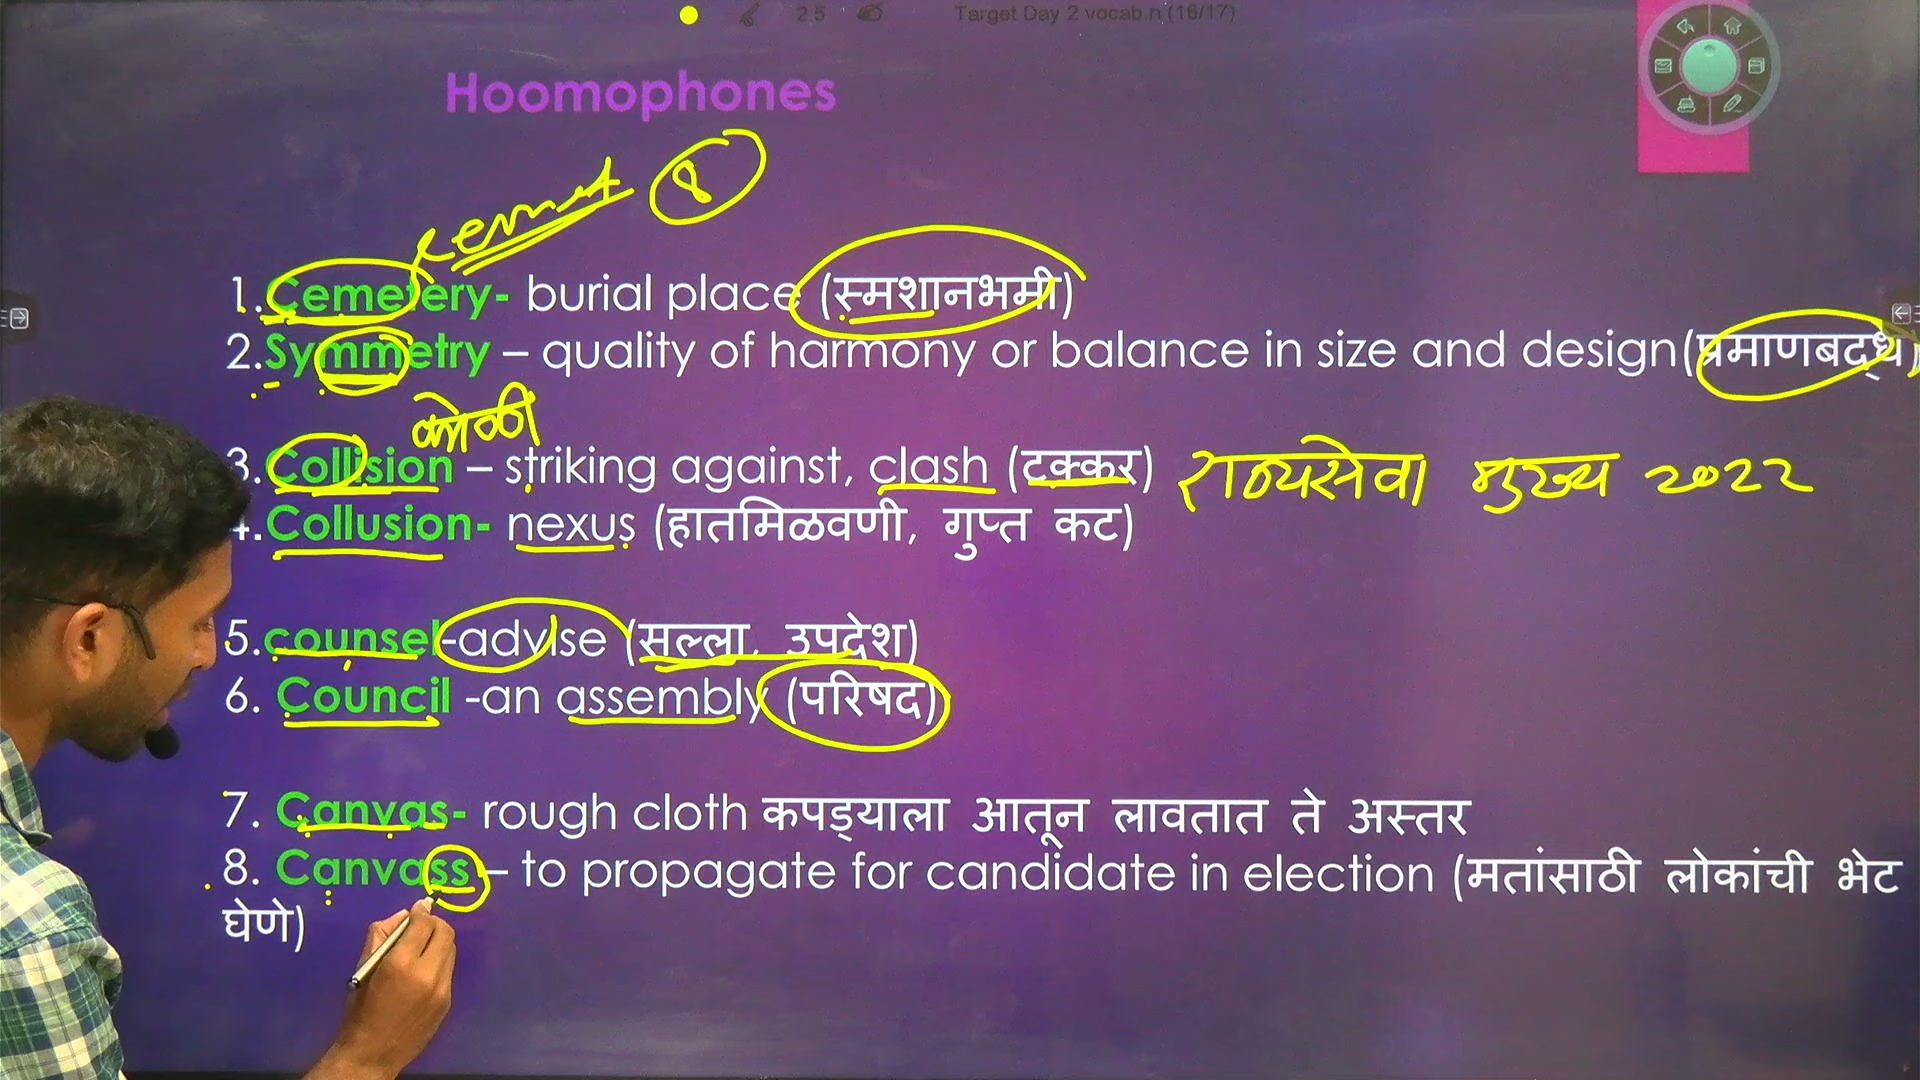 2.5 Target Day 2 vocab.n (16/17)
Hoomophones
8
1.Cemetery- burial place (स्मशानभमी)
2.Symmetry – quality of harmony or balance in size and design(प्रमाणबद्ध)
कोळी
3.Collision – striking against, clash (टक्कर) राज्यसेवा मुख्य २०२२
4.Collusion- nexus (हातमिळवणी, गुप्त कट)
5.counsel-advise (सल्ला, उपदेश)
6. Council -an assembly (परिषद)
7. Canvas- rough cloth कपड्याला आतून लावतात ते अस्तर
8. Canvass – to propagate for candidate in election (मतांसाठी लोकांची भेट
घेणे)